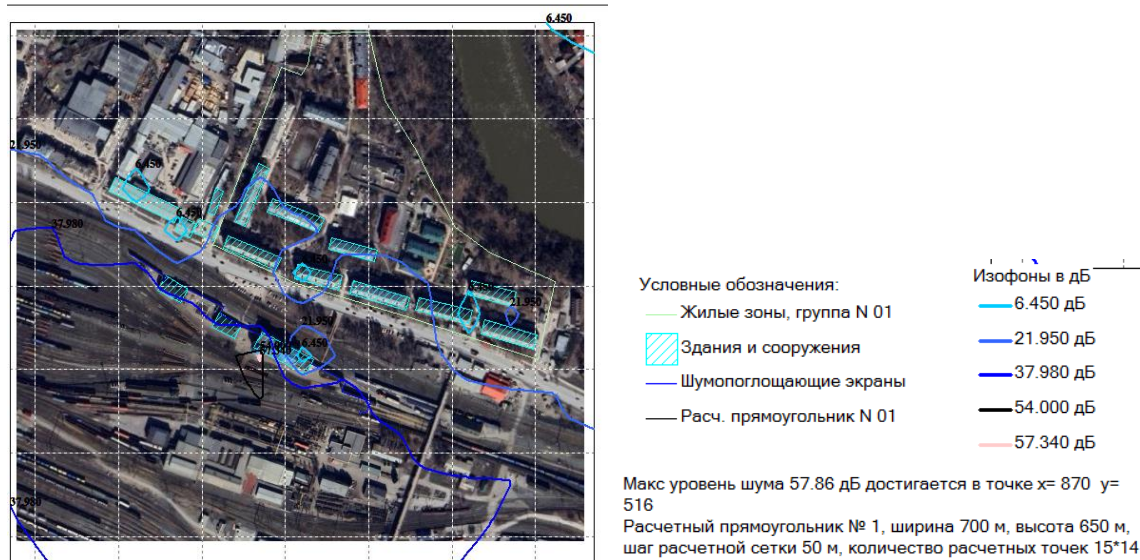 6.450
21.950
6.450
6.450
37.980
6.450
21.950
21.950
6.450
37.980
Условные обозначения:
Жилые зоны, группа N 01
Здания и сооружения
Шумопоглощающие экраны
Расч. прямоугольник N 01
Изофоны в дБ
6.450 дБ
21.950 дБ
37.980 дБ
54.000 дБ
57.340 дБ
Макс уровень шума 57.86 дБ достигается в точке x= 870 y=
516
Расчетный прямоугольник № 1, ширина 700 м, высота 650 м,
шаг расчетной сетки 50 м, количество расчетных точек 15*14